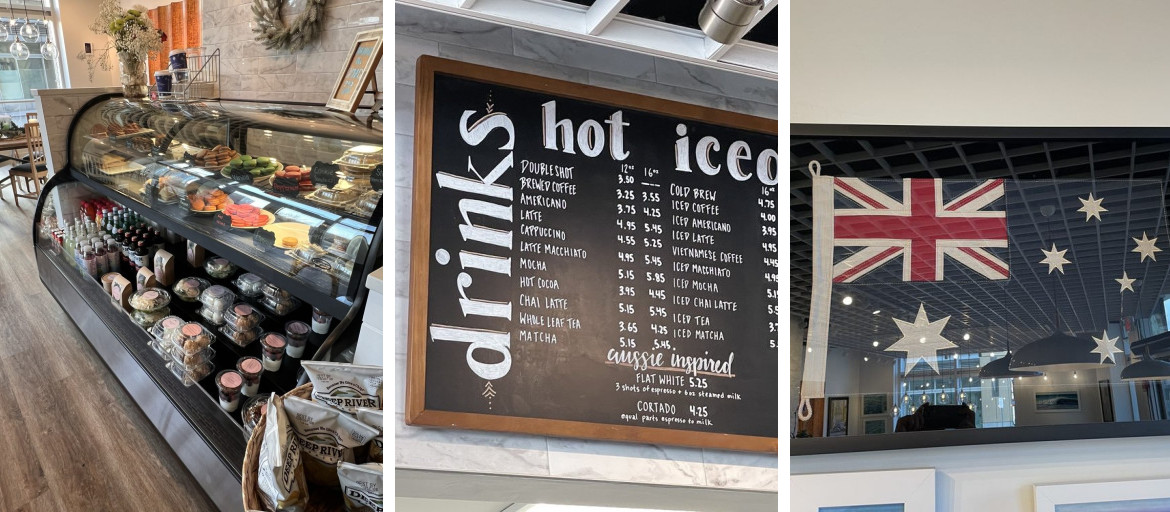 DEEP RIVER
DEEP RIVER
drinks
hot
iced
12oz 16oz
DOUBLESHOT 3.50 —
BREWED COFFEE 3.25 3.55
AMERICANO 3.75 4.25
LATTE 4.95 5.45
CAPPUCCINO 4.55 5.25
LATTE MACCHIATO 4.95 5.45
MOCHA 5.15 5.85
HOT COCOA 3.95 4.45
CHAI LATTE 5.15 5.45
WHOLE LEAF TEA 3.65 4.25
MATCHA 5.15 5.45
16oz
COLD BREW 4.75
ICED COFFEE 4.00
ICED AMERICANO 3.95
ICED LATTE 4.95
VIETNAMESE COFFEE 4.45
ICED MACCHIATO 4.95
ICED MOCHA
ICED CHAI LATTE
ICED TEA
ICED MATCHA
aussie inspired
FLAT WHITE 5.25
3 shots of espresso + 6oz steamed milk
CORTADO 4.25
equal parts espresso to milk